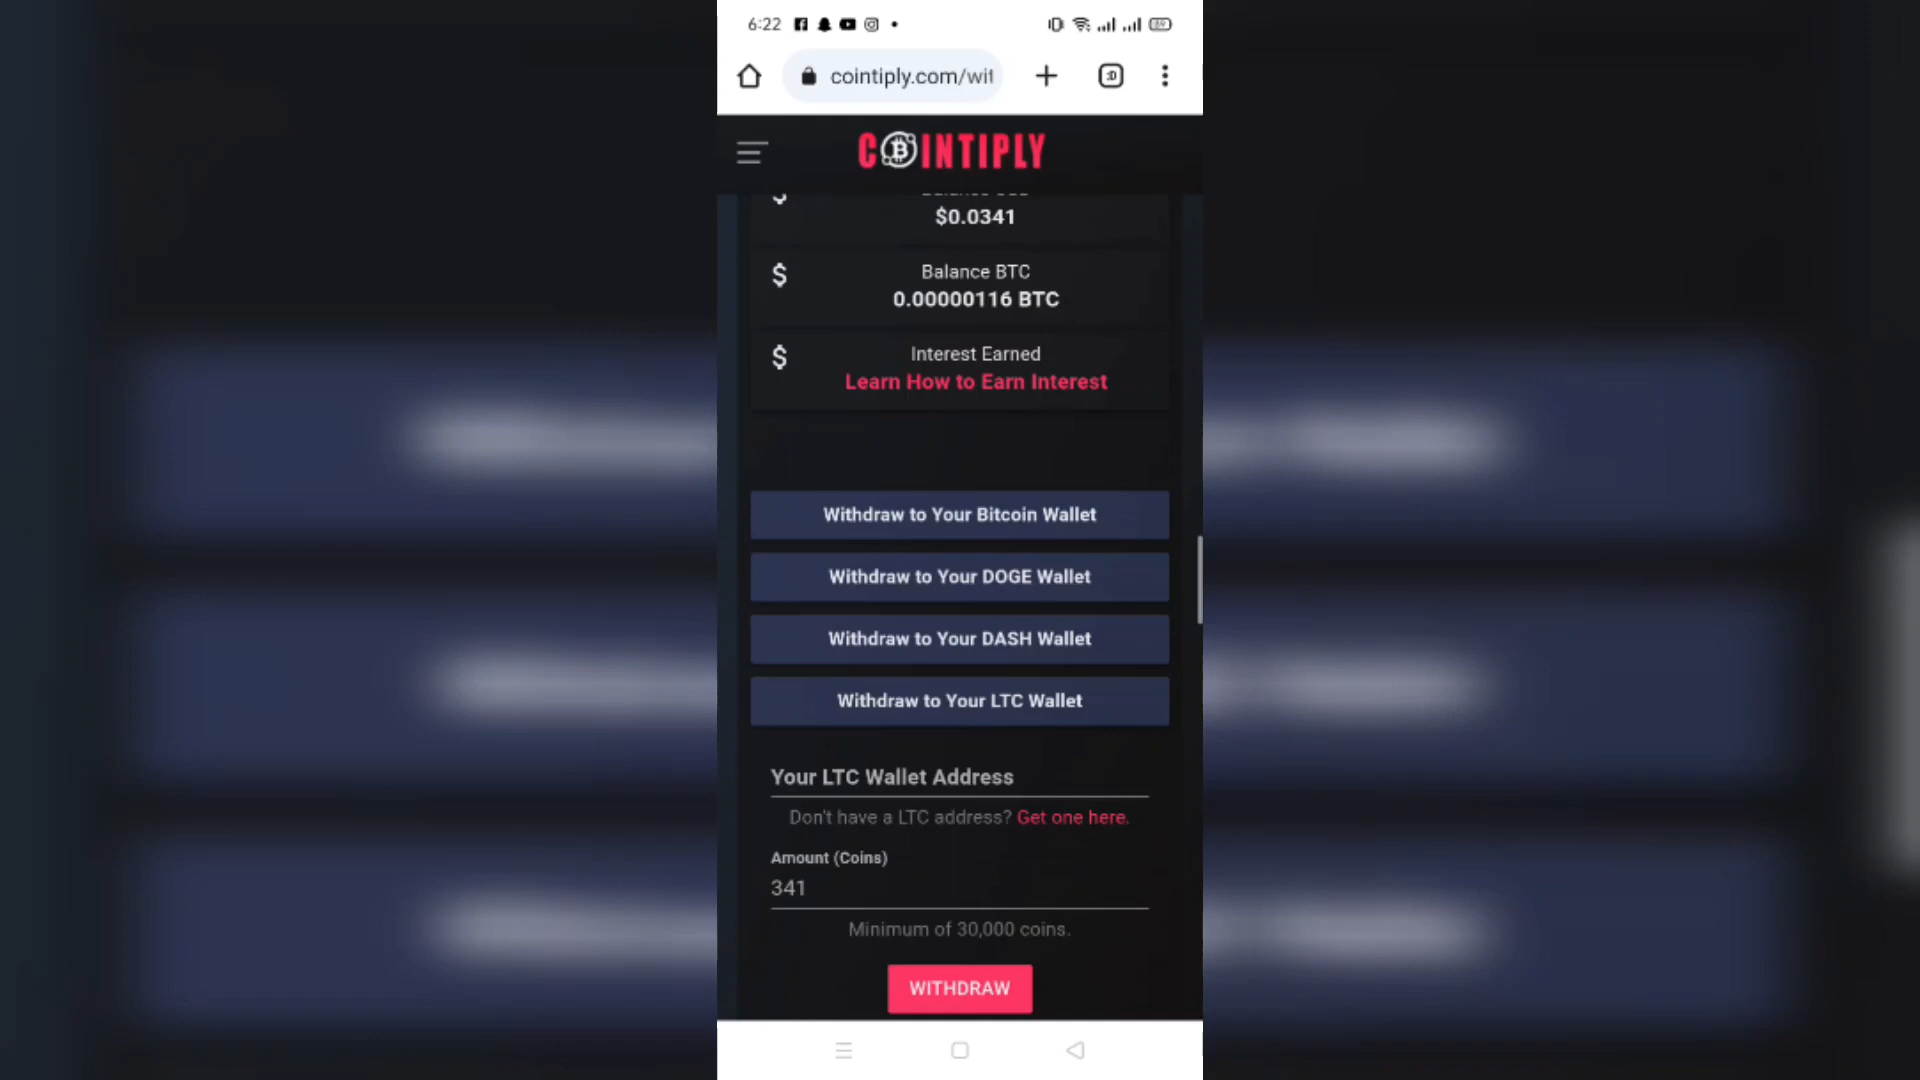 6:22
cointiply.com/wit
COINTIPLY
$0.0341
Balance BTC
0.00000116 BTC
Interest Earned
Learn How to Earn Interest
Withdraw to Your Bitcoin Wallet
Withdraw to Your DOGE Wallet
Withdraw to Your DASH Wallet
Withdraw to Your LTC Wallet
Your LTC Wallet Address
Don't have a LTC address? Get one here.
Amount (Coins)
341
Minimum of 30,000 coins.
WITHDRAW